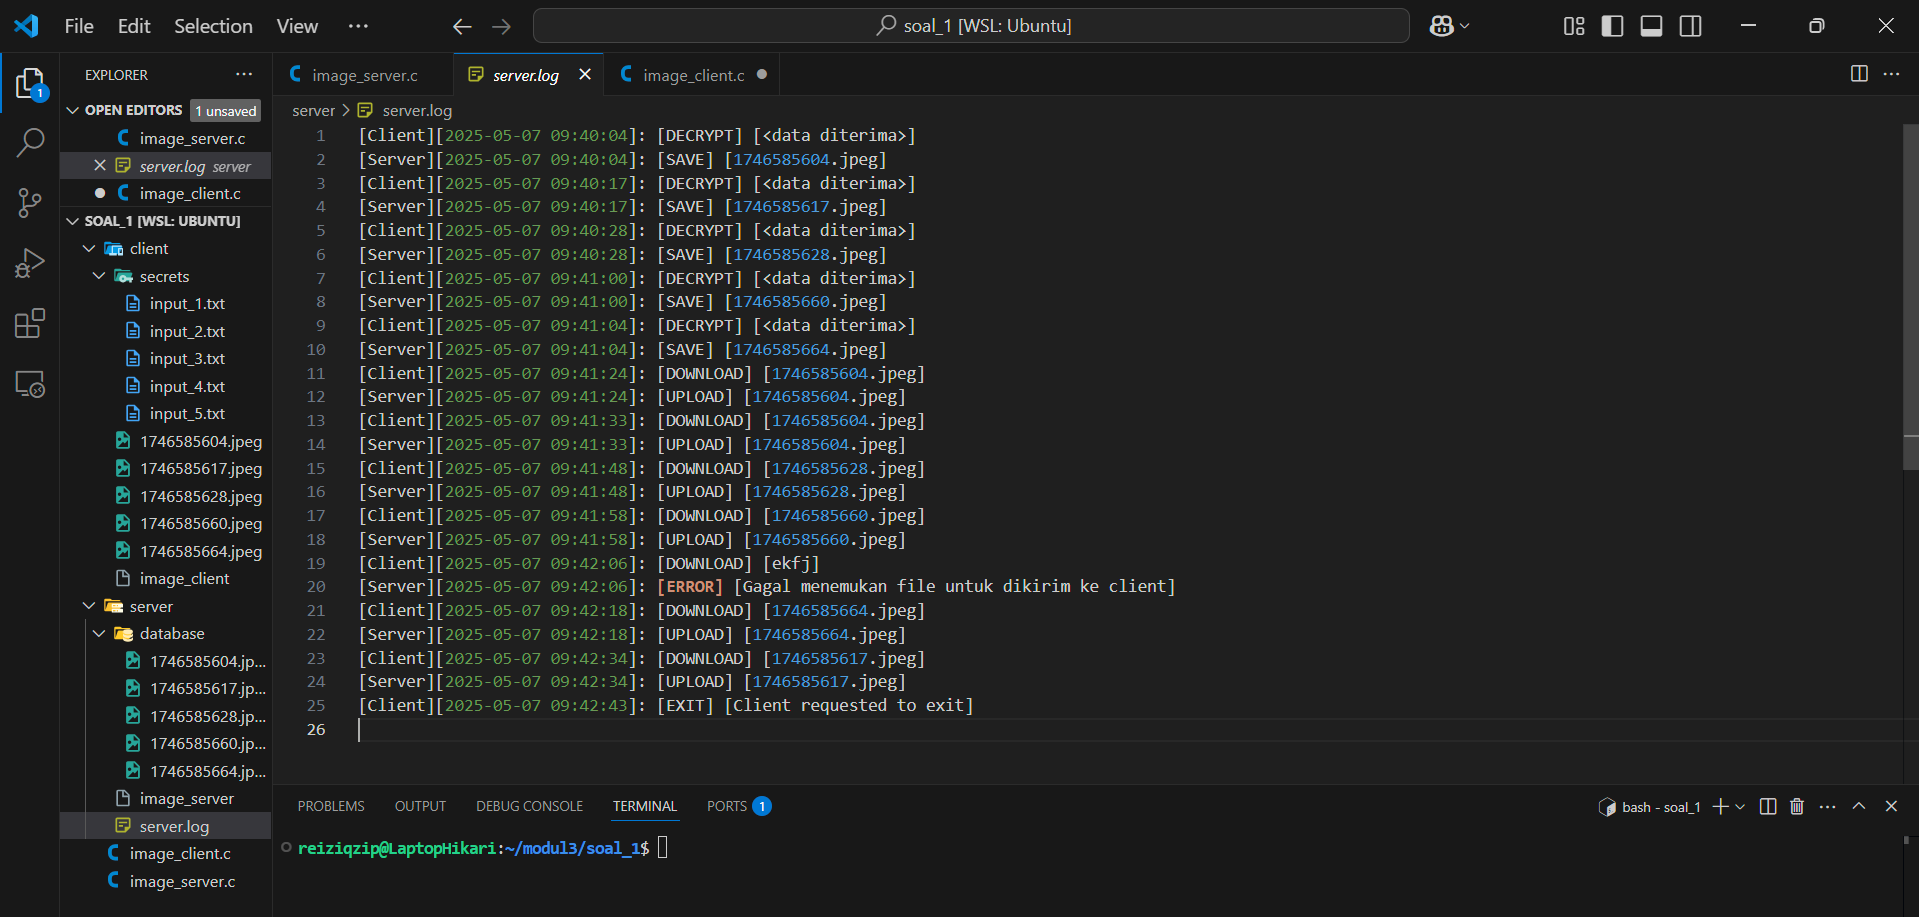 File Edit Selection View ··· soal_1 [WSL: Ubuntu]
EXPLORER ···
OPEN EDITORS 1 unsaved
image_server.c
server.log server
image_client.c
SOAL_1 [WSL: UBUNTU]
client
secrets
input_1.txt
input_2.txt
input_3.txt
input_4.txt
input_5.txt
1746585604.jpeg
1746585617.jpeg
1746585628.jpeg
1746585660.jpeg
1746585664.jpeg
image_client
server
database
1746585604.jp...
1746585617.jp...
1746585628.jp...
1746585660.jp...
1746585664.jp...
image_server
server.log
image_client.c
image_server.c
1
image_server.c server.log image_client.c
server > server.log
1 [Client][2025-05-07 09:40:04]: [DECRYPT] [<data diterima>]
2 [Server][2025-05-07 09:40:04]: [SAVE] [1746585604.jpeg]
3 [Client][2025-05-07 09:40:17]: [DECRYPT] [<data diterima>]
4 [Server][2025-05-07 09:40:17]: [SAVE] [1746585617.jpeg]
5 [Client][2025-05-07 09:40:28]: [DECRYPT] [<data diterima>]
6 [Server][2025-05-07 09:40:28]: [SAVE] [1746585628.jpeg]
7 [Client][2025-05-07 09:41:00]: [DECRYPT] [<data diterima>]
8 [Server][2025-05-07 09:41:00]: [SAVE] [1746585660.jpeg]
9 [Client][2025-05-07 09:41:04]: [DECRYPT] [<data diterima>]
10 [Server][2025-05-07 09:41:04]: [SAVE] [1746585664.jpeg]
11 [Client][2025-05-07 09:41:24]: [DOWNLOAD] [1746585604.jpeg]
12 [Server][2025-05-07 09:41:24]: [UPLOAD] [1746585604.jpeg]
13 [Client][2025-05-07 09:41:33]: [DOWNLOAD] [1746585604.jpeg]
14 [Server][2025-05-07 09:41:33]: [UPLOAD] [1746585604.jpeg]
15 [Client][2025-05-07 09:41:48]: [DOWNLOAD] [1746585628.jpeg]
16 [Server][2025-05-07 09:41:48]: [UPLOAD] [1746585628.jpeg]
17 [Client][2025-05-07 09:41:58]: [DOWNLOAD] [1746585660.jpeg]
18 [Server][2025-05-07 09:41:58]: [UPLOAD] [1746585660.jpeg]
19 [Client][2025-05-07 09:42:06]: [DOWNLOAD] [ekfj]
20 [Server][2025-05-07 09:42:06]: [ERROR] [Gagal menemukan file untuk dikirim ke client]
21 [Client][2025-05-07 09:42:18]: [DOWNLOAD] [1746585664.jpeg]
22 [Server][2025-05-07 09:42:18]: [UPLOAD] [1746585664.jpeg]
23 [Client][2025-05-07 09:42:34]: [DOWNLOAD] [1746585617.jpeg]
24 [Server][2025-05-07 09:42:34]: [UPLOAD] [1746585617.jpeg]
25 [Client][2025-05-07 09:42:43]: [EXIT] [Client requested to exit]
26
PROBLEMS OUTPUT DEBUG CONSOLE TERMINAL PORTS 1 bash - soal_1
reiziqzip@LaptopHikari:~/modul3/soal_1$